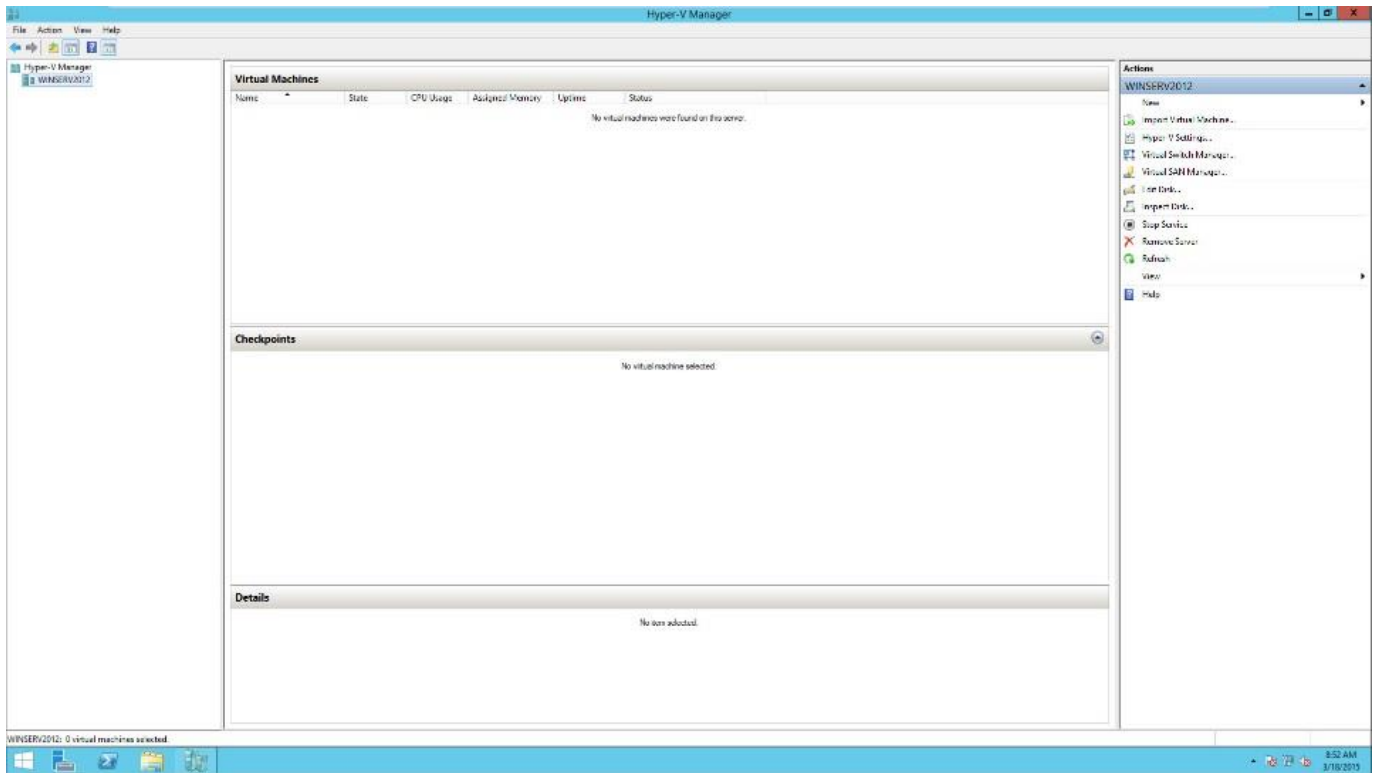 Hyper-V Manager
File Action View Help
Hyper-V Manager
WINSERV2012
Virtual Machines
Name State CPU Usage Assigned Memory Uptime Status
No virtual machines were found on this server.
Checkpoints
No virtual machine selected.
Details
No item selected.
Actions
WINSERV2012
New
Import Virtual Machine...
Hyper-V Settings...
Virtual Switch Manager...
Virtual SAN Manager...
Edit Disk...
Inspect Disk...
Stop Service
Remove Server
Refresh
View
Help
WINSERV2012: 0 virtual machines selected.
8:52 AM
3/18/2015